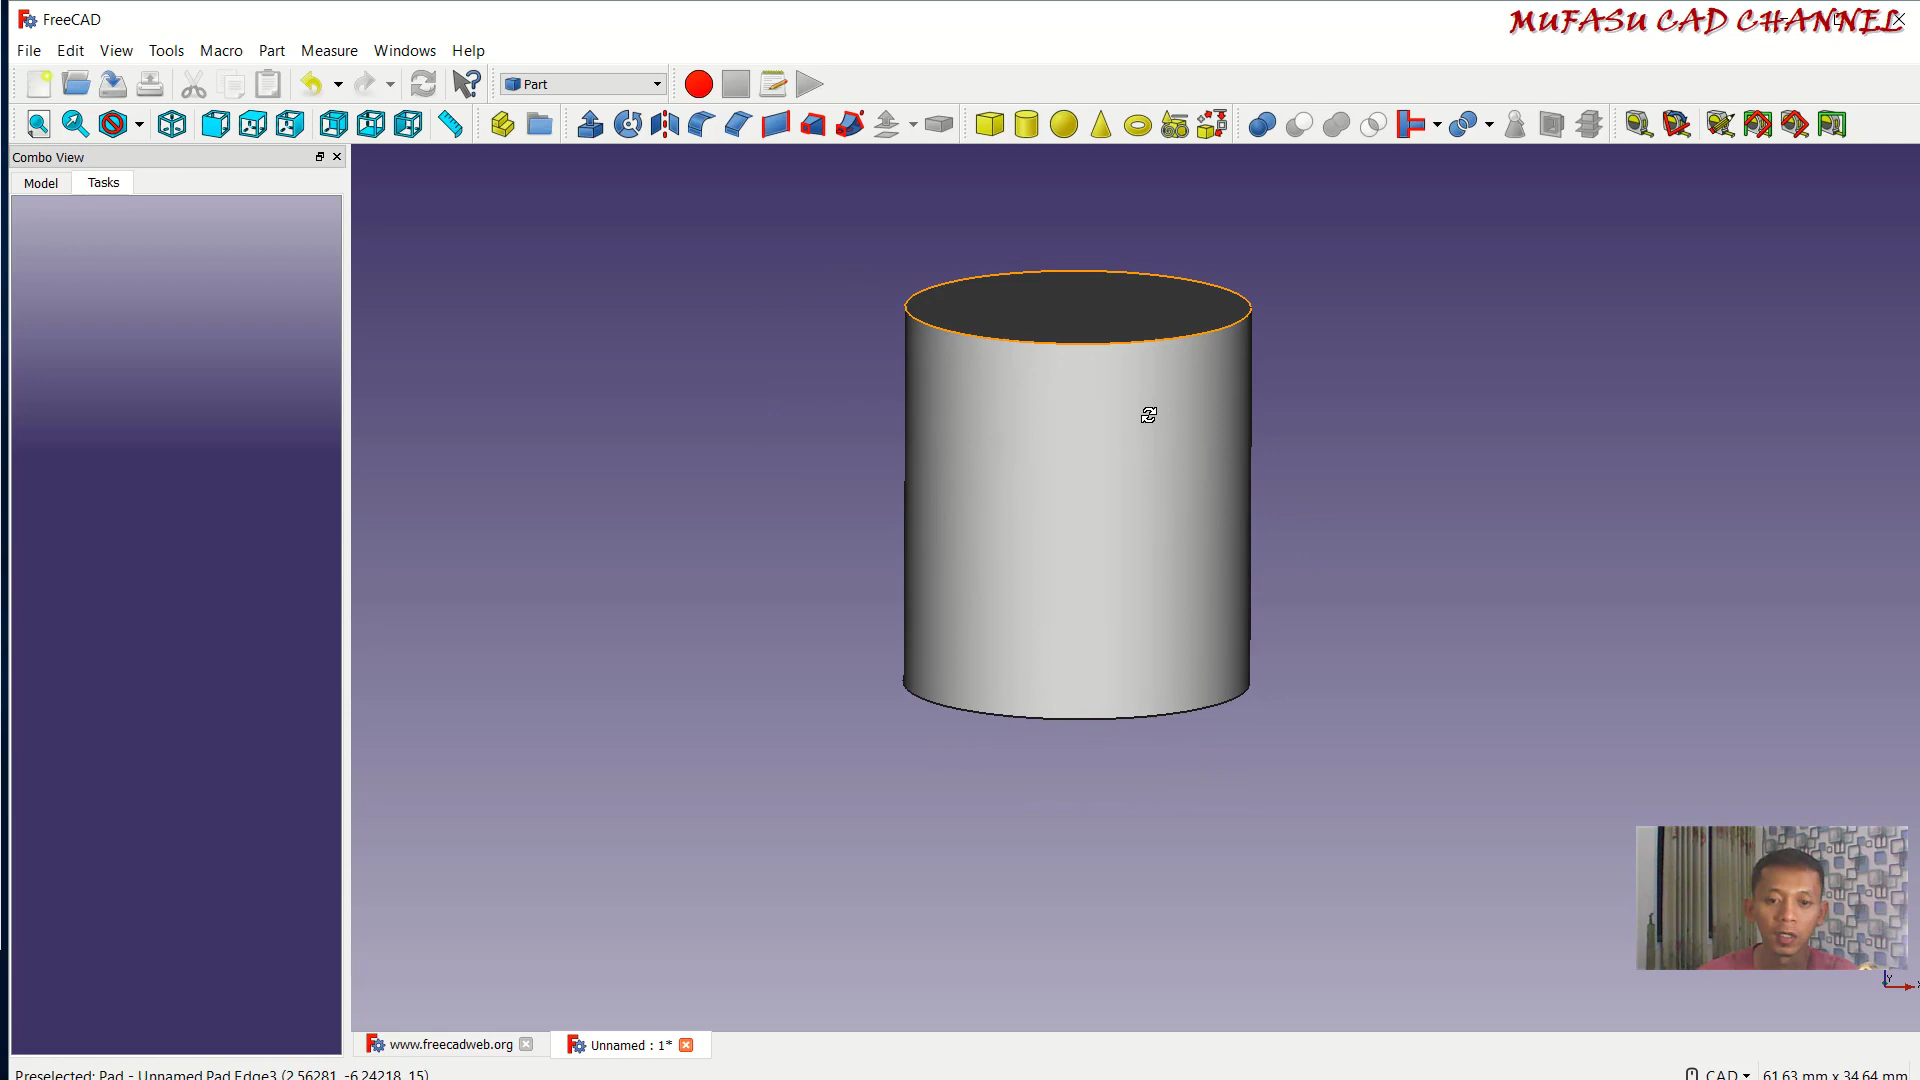 FreeCAD
MUFASU CAD CHANNEL
File Edit View Tools Macro Part Measure Windows Help
Part
Combo View
Model Tasks
www.freecadweb.org Unnamed : 1*
Preselected: Pad - Unnamed.Pad.Edge3 (2.56281, -6.24218, 15) CAD 61.63 mm x 34.64 mm
Y
X